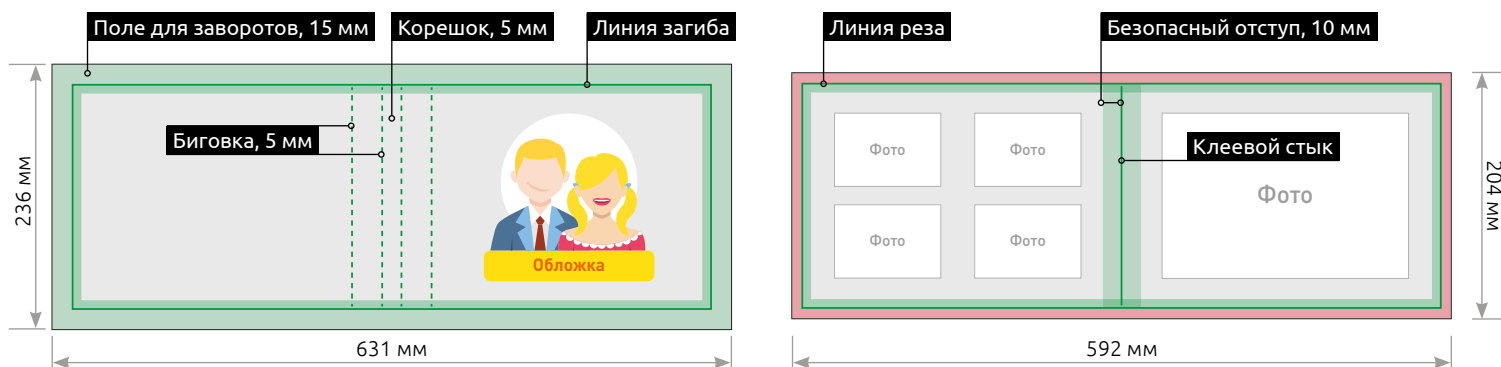 Поле для заворотов, 15 мм
Корешок, 5 мм
Линия загиба
Биговка, 5 мм
236 мм
Обложка
631 мм
Линия реза
Безопасный отступ, 10 мм
Фото
Фото
Клеевой стык
Фото
Фото
Фото
204 мм
592 мм